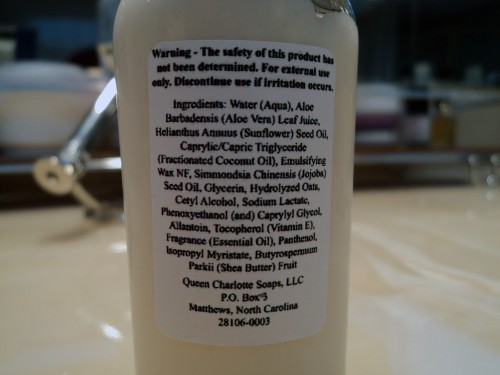 Warning - The safety of this product has
not been determined. For external use
only. Discontinue use if irritation occurs.
Ingredients: Water (Aqua), Aloe
Barbadensis (Aloe Vera) Leaf Juice,
Helianthus Annuus (Sunflower) Seed Oil,
Caprylic/Capric Triglyceride
(Fractionated Coconut Oil), Emulsifying
Wax NF, Simmondsia Chinensis (Jojoba)
Seed Oil, Glycerin, Hydrolyzed Oats,
Cetyl Alcohol, Sodium Lactate,
Phenoxyethanol (and) Caprylyl Glycol,
Allantoin, Tocopherol (Vitamin E),
Fragrance (Essential Oil), Panthenol,
Isopropyl Myristate, Butyrospermum
Parkii (Shea Butter) Fruit
Queen Charlotte Soaps, LLC
P.O. Box 3
Matthews, North Carolina
28106-0003